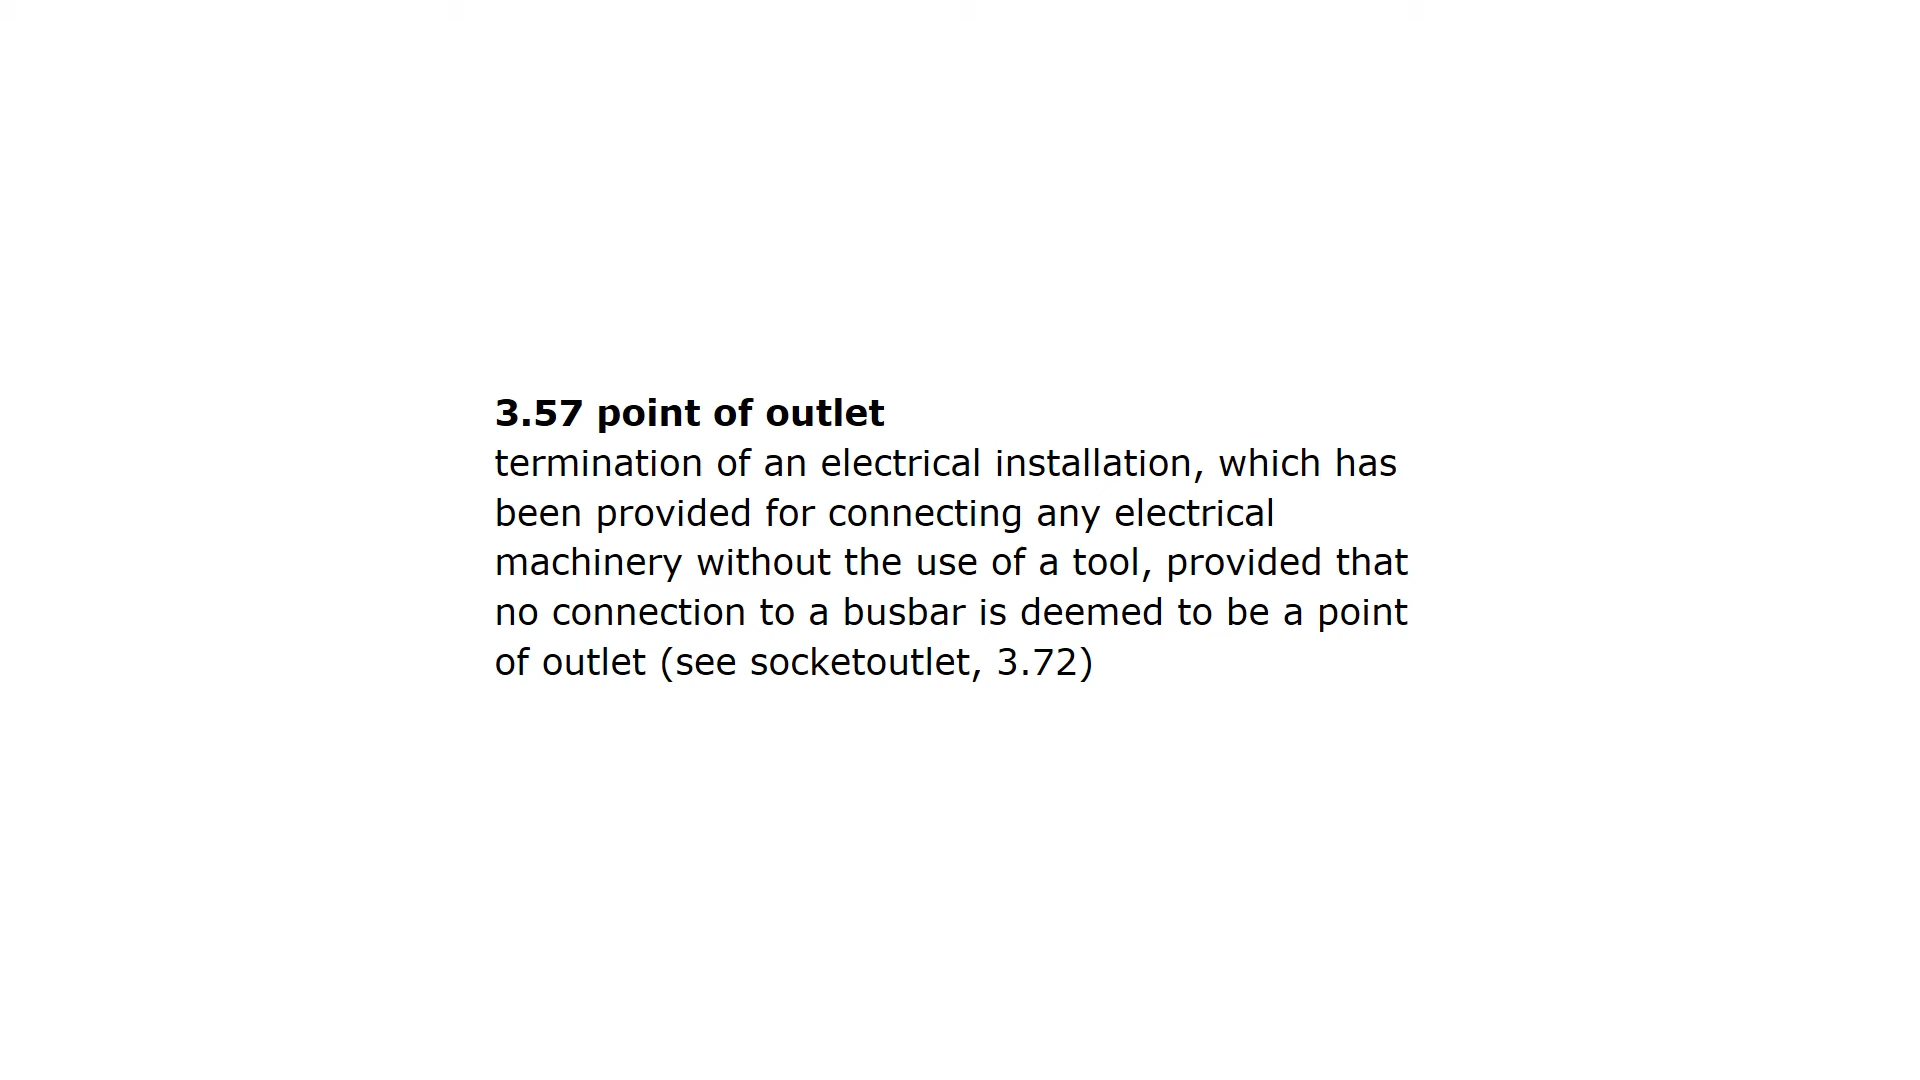 3.57 point of outlet
termination of an electrical installation, which has
been provided for connecting any electrical
machinery without the use of a tool, provided that
no connection to a busbar is deemed to be a point
of outlet (see socketoutlet, 3.72)